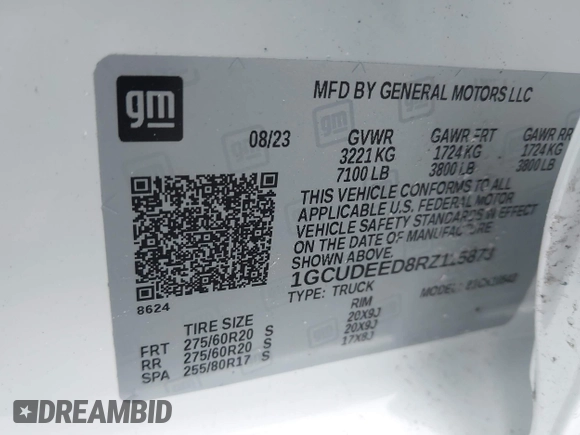 gm
MFD BY GENERAL MOTORS LLC
08/23 GVWR GAWR FRT GAWR RR
3221 KG 1724 KG 1724 KG
7100 LB 3800 LB 3800 LB
THIS VEHICLE CONFORMS TO ALL
APPLICABLE U.S. FEDERAL MOTOR
VEHICLE SAFETY STANDARDS IN EFFECT
ON THE DATE OF MANUFACTURE
SHOWN ABOVE.
TYPE: TRUCK MODEL:
8624
TIRE SIZE RIM
FRT 275/60R20 S 20X9J
RR 275/60R20 S 20X9J
SPA 255/80R17 S 17X8J
DREAMBID